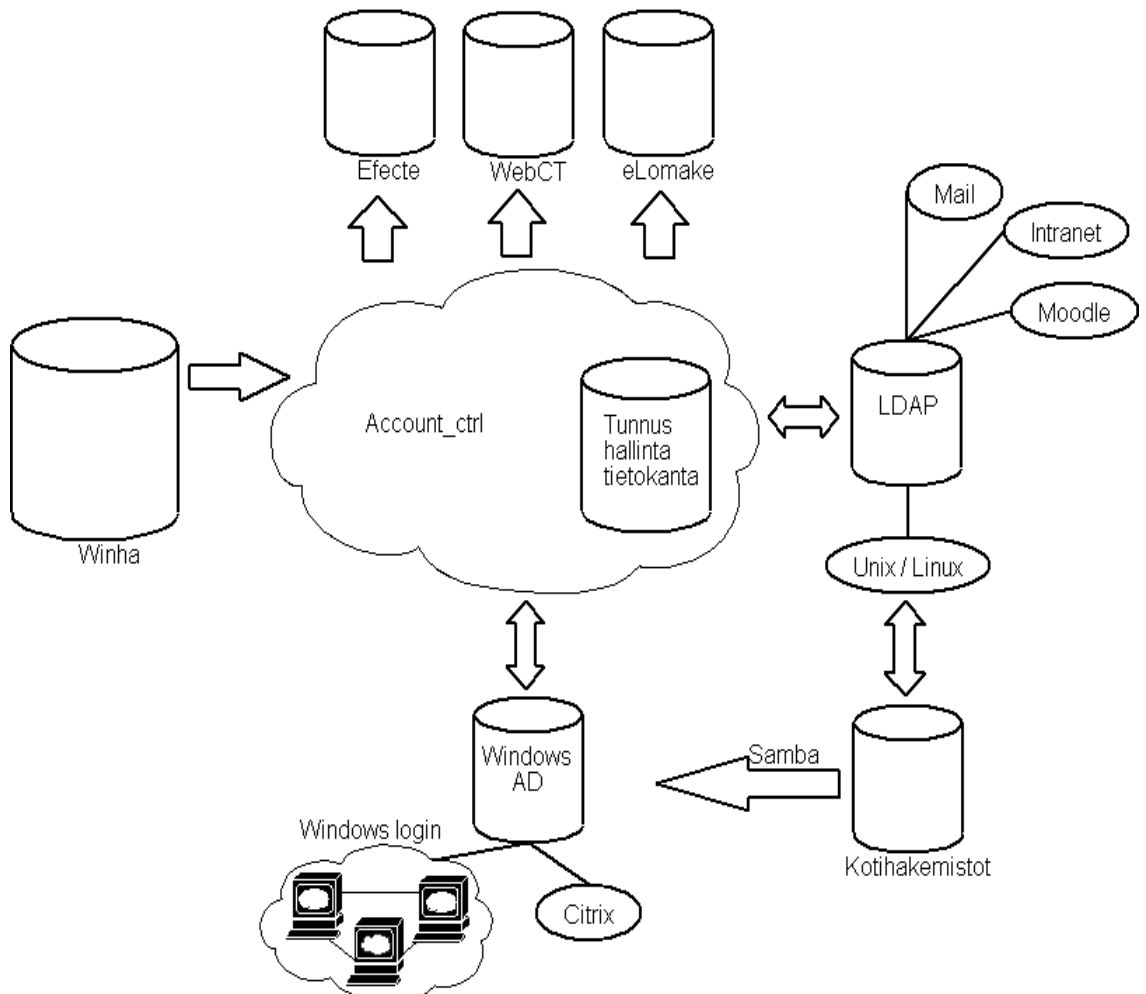 Efecte
WebCT
eLomake
Mail
Intranet
Moodle
LDAP
Account_ctrl
Tunnus
hallinta
tietokanta
Winha
Unix / Linux
Windows
AD
Samba
Windows login
Kotihakemistot
Citrix